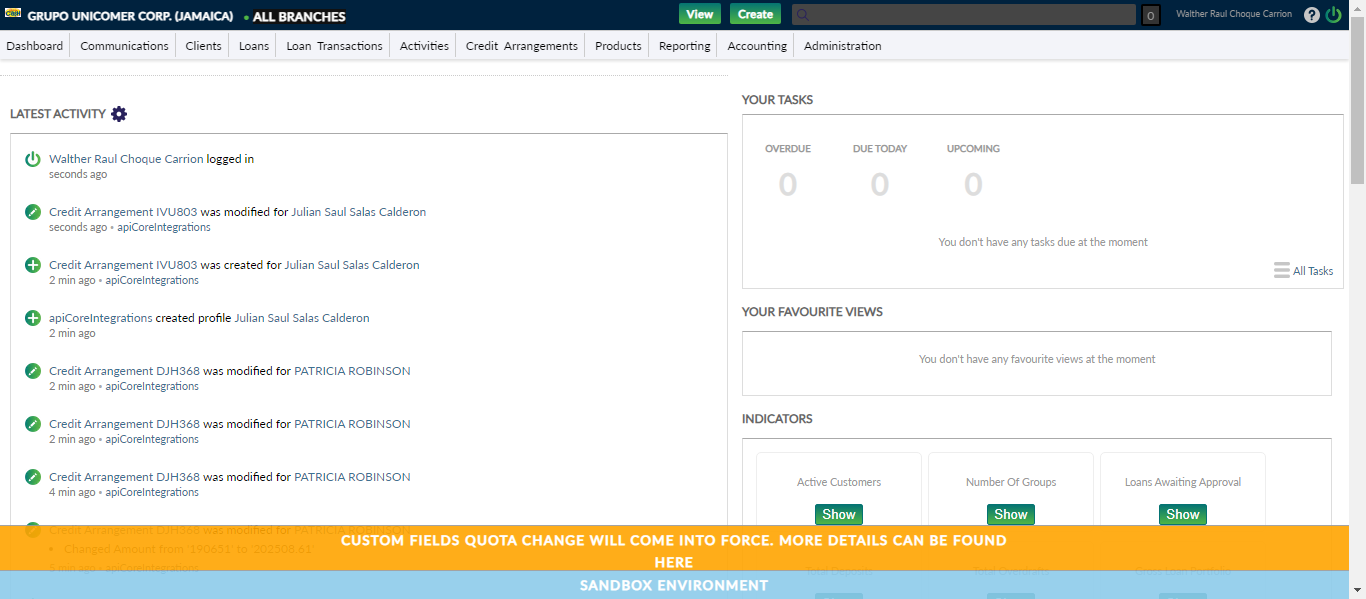 GRUPO UNICOMER CORP. (JAMAICA) • ALL BRANCHES
View
Create
0
Walther Raul Choque Carrion
?
Dashboard
Communications
Clients
Loans
Loan Transactions
Activities
Credit Arrangements
Products
Reporting
Accounting
Administration
LATEST ACTIVITY
Walther Raul Choque Carrion logged in
seconds ago
Credit Arrangement IVU803 was modified for Julian Saul Salas Calderon
seconds ago • apiCoreIntegrations
Credit Arrangement IVU803 was created for Julian Saul Salas Calderon
2 min ago • apiCoreIntegrations
apiCoreIntegrations created profile Julian Saul Salas Calderon
2 min ago
Credit Arrangement DJH368 was modified for PATRICIA ROBINSON
2 min ago • apiCoreIntegrations
Credit Arrangement DJH368 was modified for PATRICIA ROBINSON
2 min ago • apiCoreIntegrations
Credit Arrangement DJH368 was modified for PATRICIA ROBINSON
4 min ago • apiCoreIntegrations
Credit Arrangement DJH368 was modified for PATRICIA ROBINSON
• Changed Amount from '190651' to '202508.61'
5 min ago • apiCoreIntegrations
YOUR TASKS
OVERDUE
DUE TODAY
UPCOMING
0
0
0
You don't have any tasks due at the moment
All Tasks
YOUR FAVOURITE VIEWS
You don't have any favourite views at the moment
INDICATORS
Active Customers
Number Of Groups
Loans Awaiting Approval
Show
Show
Show
Total Deposits
Total Overdrafts
Gross Loan Portfolio
CUSTOM FIELDS QUOTA CHANGE WILL COME INTO FORCE. MORE DETAILS CAN BE FOUND
HERE
SANDBOX ENVIRONMENT